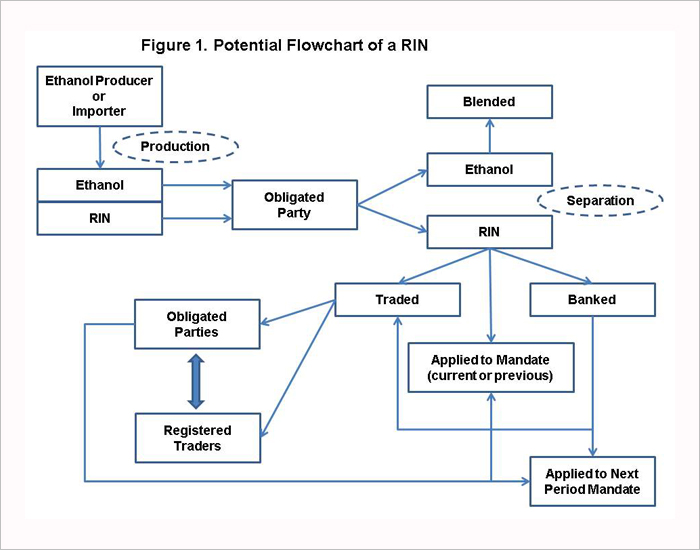 Figure 1. Potential Flowchart of a RIN
Ethanol Producer
or
Importer
Production
Ethanol
RIN
Obligated
Party
Blended
Ethanol
Separation
RIN
Traded
Banked
Obligated
Parties
Applied to Mandate
(current or previous)
Registered
Traders
Applied to Next
Period Mandate